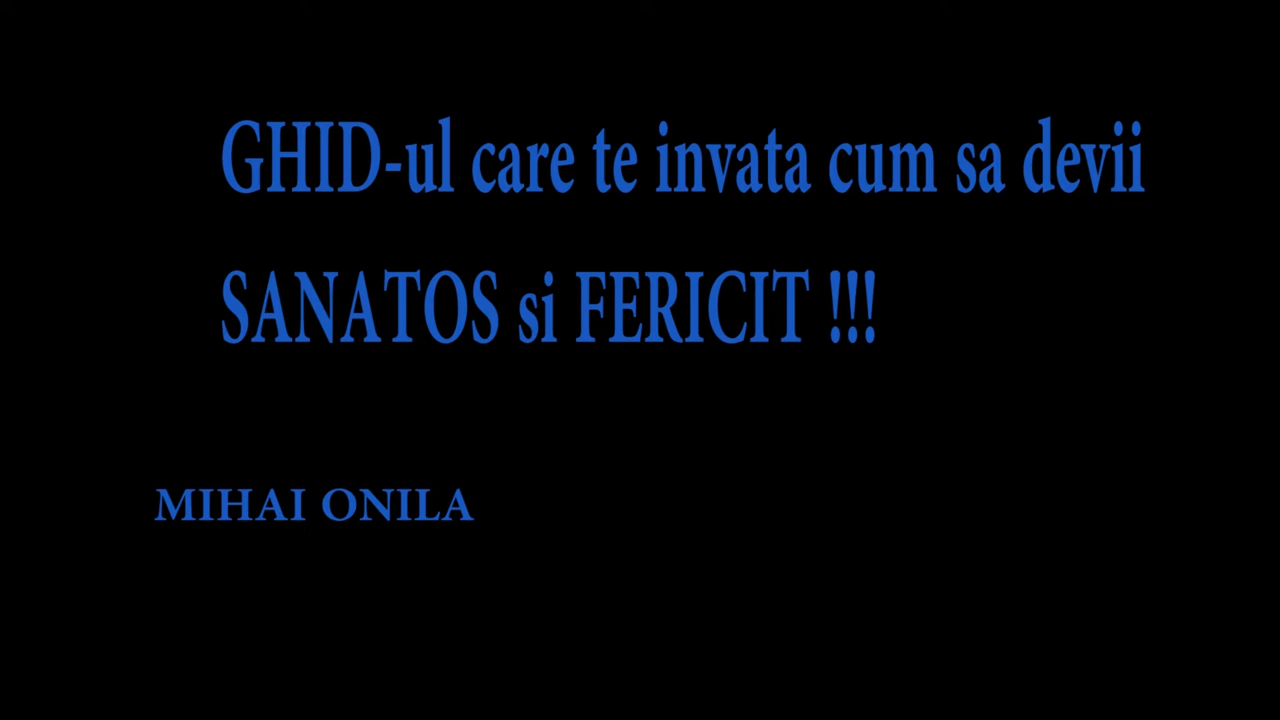 GHID-ul care te invata cum sa devii
SANATOS si FERICIT !!!
MIHAI ONILA